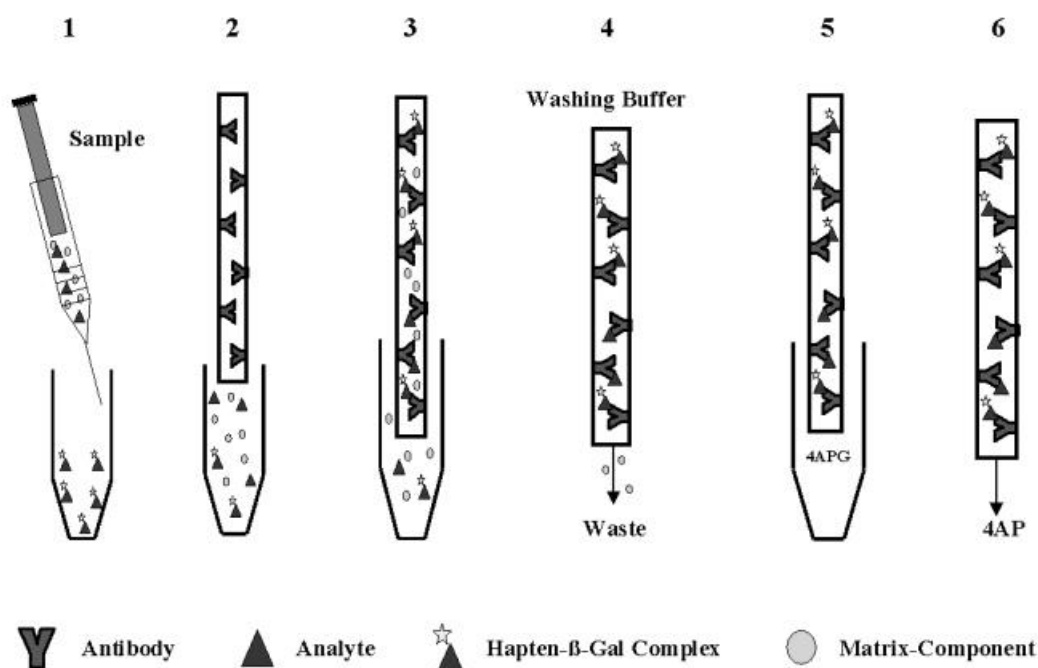 1 2 3 4 5 6
Washing Buffer
Sample
4APG
Waste
4AP
Antibody Analyte Hapten-ß-Gal Complex Matrix-Component